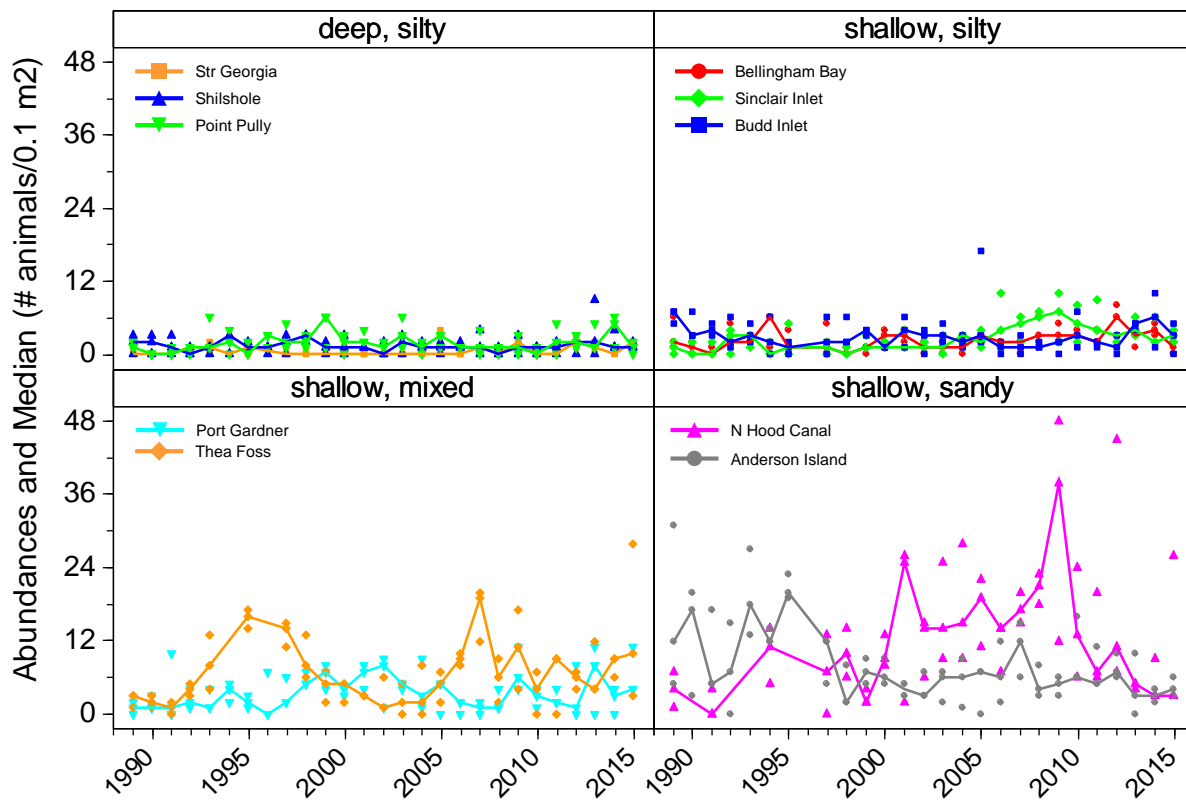 deep, silty
shallow, silty
48
36
24
12
0
Str Georgia
Shilshole
Point Pully
Bellingham Bay
Sinclair Inlet
Budd Inlet
Abundances and Median (# animals/0.1 m2)
shallow, mixed
shallow, sandy
48
36
24
12
0
Port Gardner
Thea Foss
N Hood Canal
Anderson Island
1990
1995
2000
2005
2010
2015
1990
1995
2000
2005
2010
2015